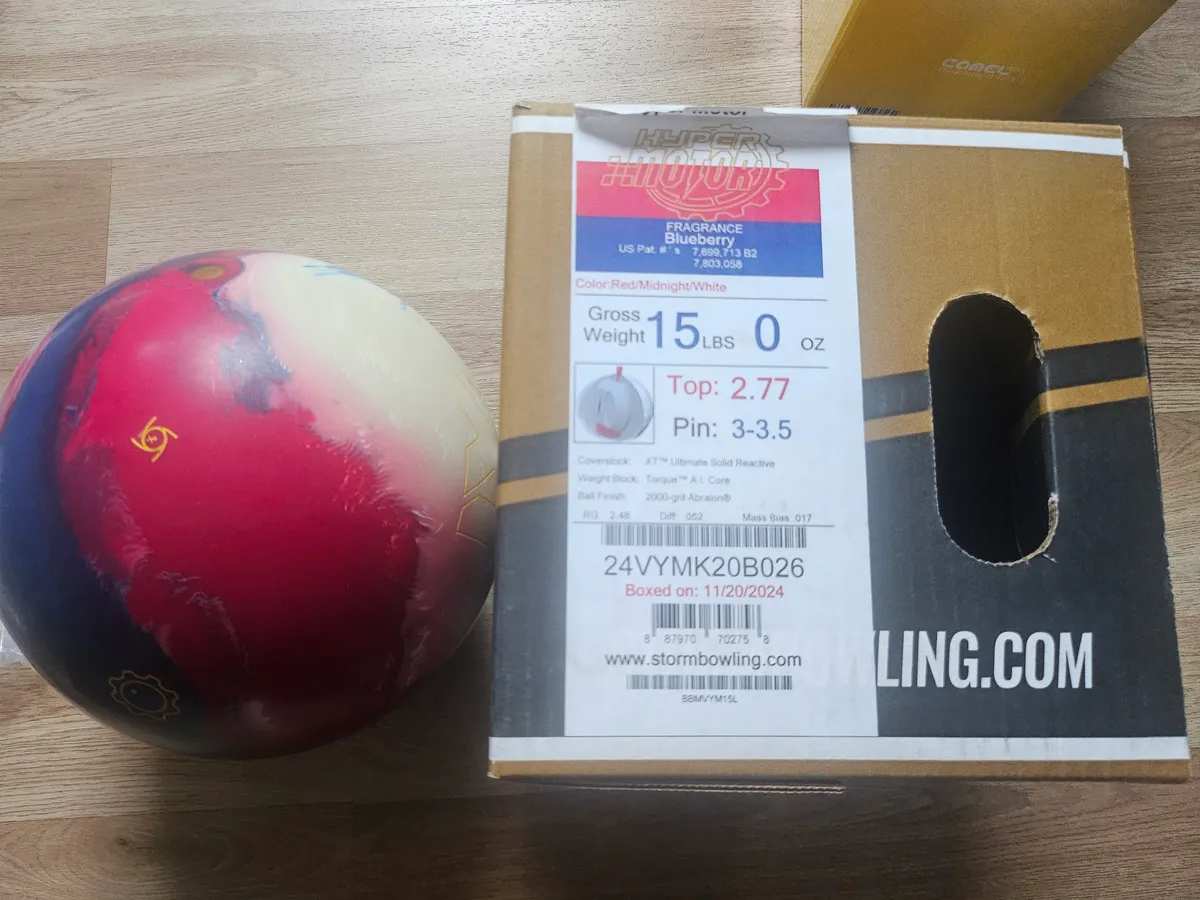 HYPER
MOTOR
FRAGRANCE
Blueberry
US Pat. #'s 7,699,713 B2
7,803,058
Color:Red/Midnight/White
Gross Weight 15 LBS 0 OZ
Top: 2.77
Pin: 3-3.5
Coverstock: XT™ Ultimate Solid Reactive
Weight Block: Torque™ A.I. Core
Ball Finish: 2000-grit Abralon®
RG 2.48 Diff .052 Mass Bias .017
24VYMK20B026
Boxed on: 11/20/2024
8 87970 70275 8
www.stormbowling.com
BBMVYM15L
OWLING.COM